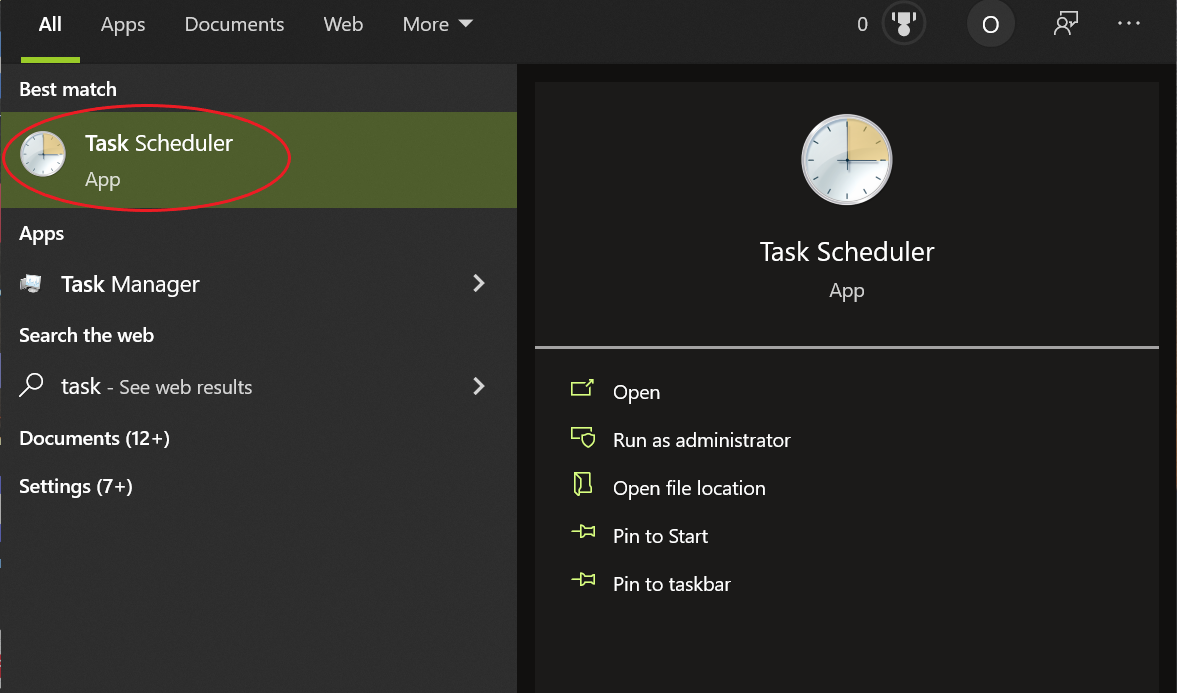 All Apps Documents Web More 0 O ...
Best match
Task Scheduler
App
Apps
Task Manager
Search the web
task - See web results
Documents (12+)
Settings (7+)
Task Scheduler
App
Open
Run as administrator
Open file location
Pin to Start
Pin to taskbar